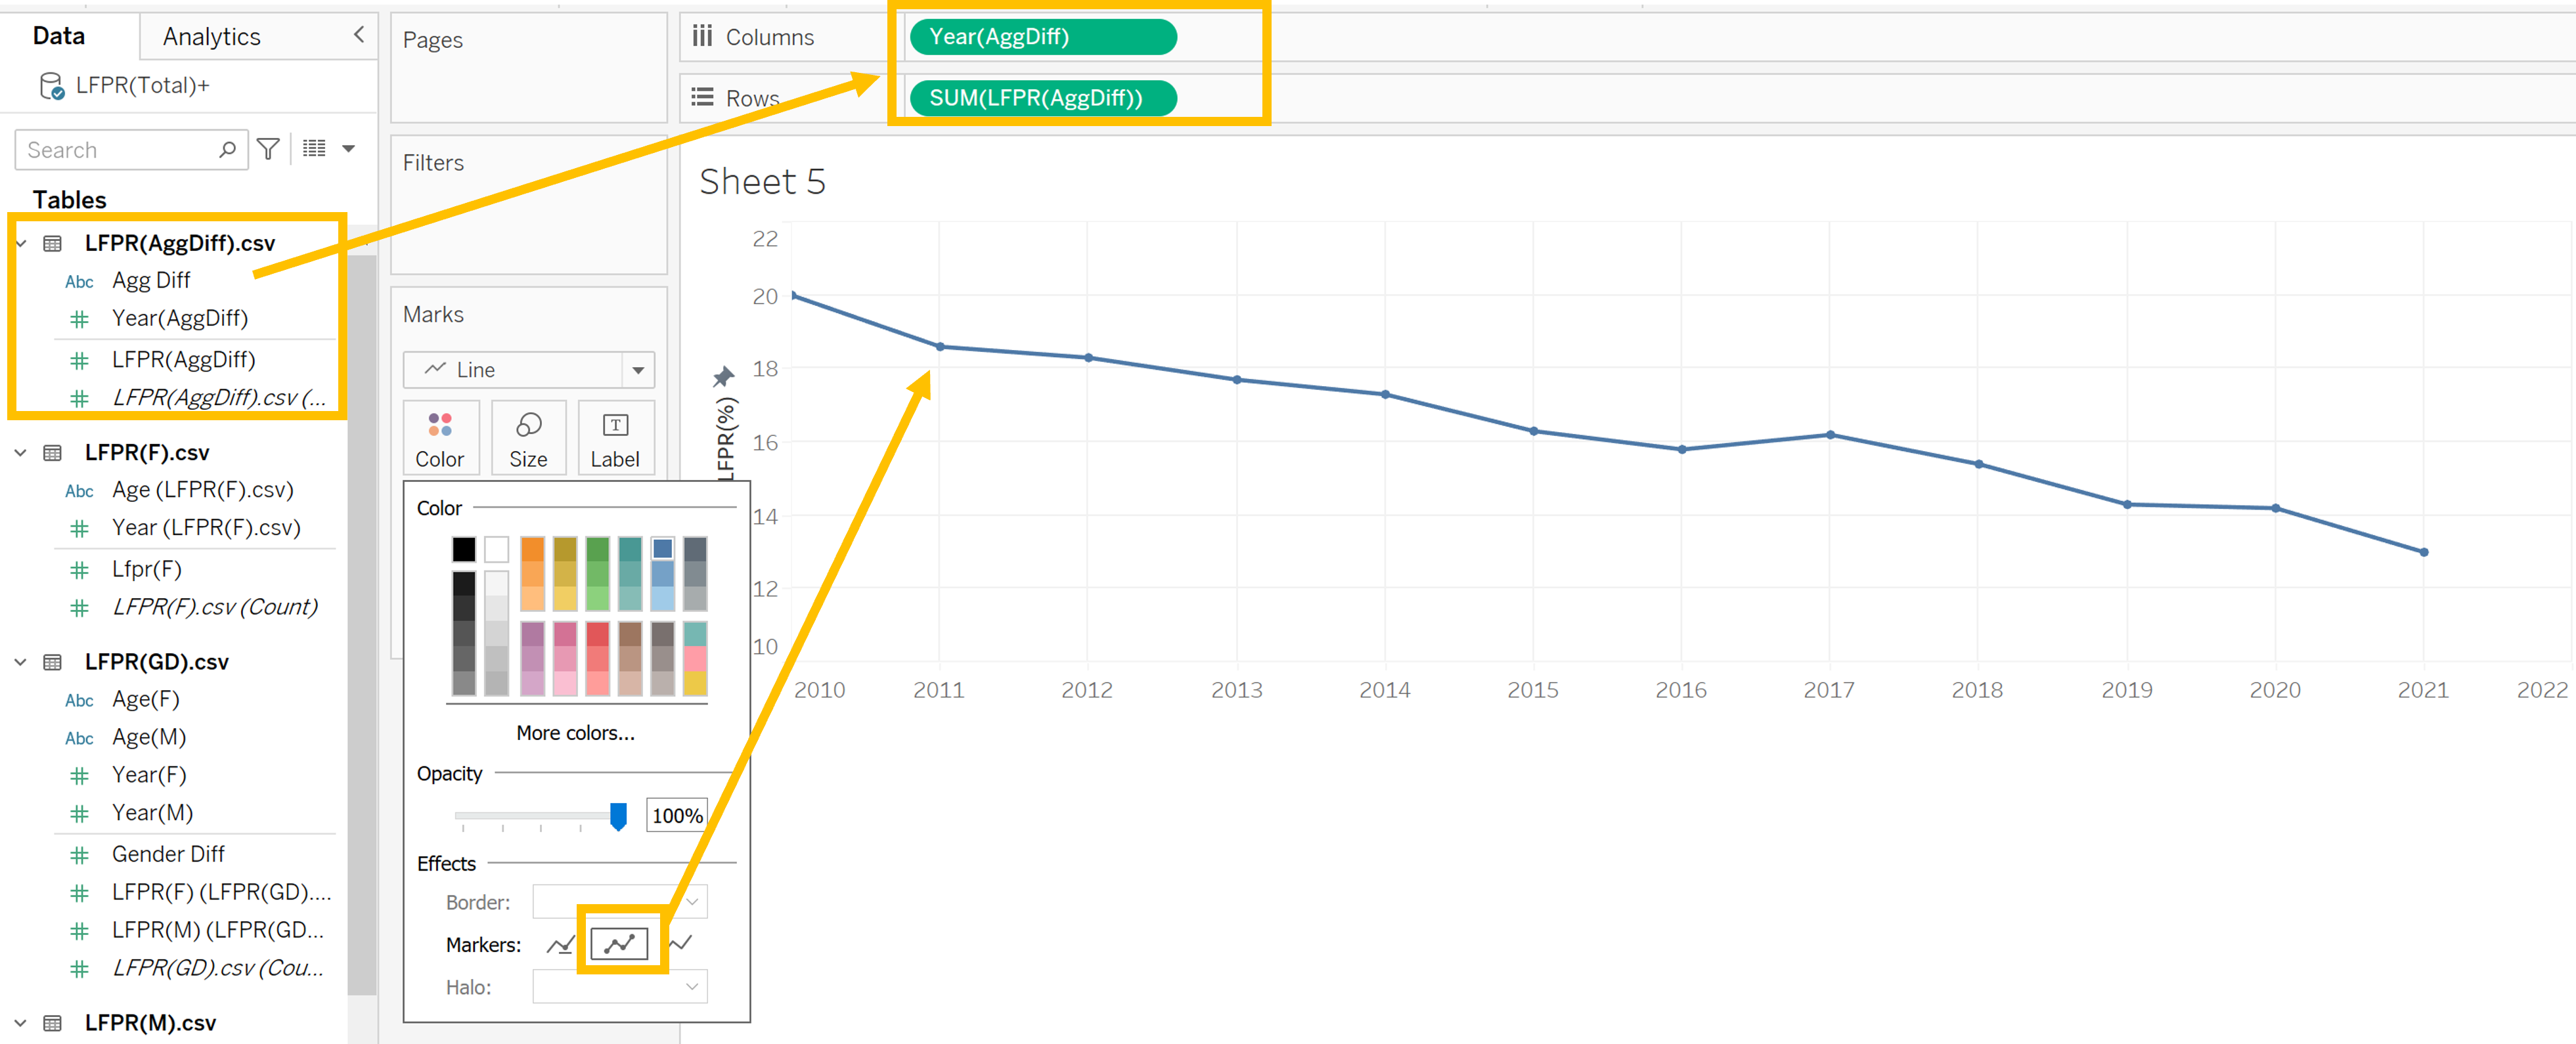 Data
Analytics
LFPR(Total)+
Search
Tables
LFPR(AggDiff).csv
Abc Agg Diff
Year(AggDiff)
LFPR(AggDiff)
LFPR(AggDiff).csv (...
LFPR(F).csv
Abc Age (LFPR(F).csv)
Year (LFPR(F).csv)
Lfpr(F)
LFPR(F).csv (Count)
LFPR(GD).csv
Abc Age(F)
Abc Age(M)
Year(F)
Year(M)
Gender Diff
LFPR(F) (LFPR(GD)....
LFPR(M) (LFPR(GD...
LFPR(GD).csv (Cou...
LFPR(M).csv
Pages
Filters
Marks
Line
Color
Size
T
Label
Color
More colors...
Opacity
100%
Effects
Border:
Markers:
Halo:
Columns
Year(AggDiff)
Rows
SUM(LFPR(AggDiff))
Sheet 5
LFPR(%)
22
20
18
16
14
12
10
2010 2011 2012 2013 2014 2015 2016 2017 2018 2019 2020 2021 2022